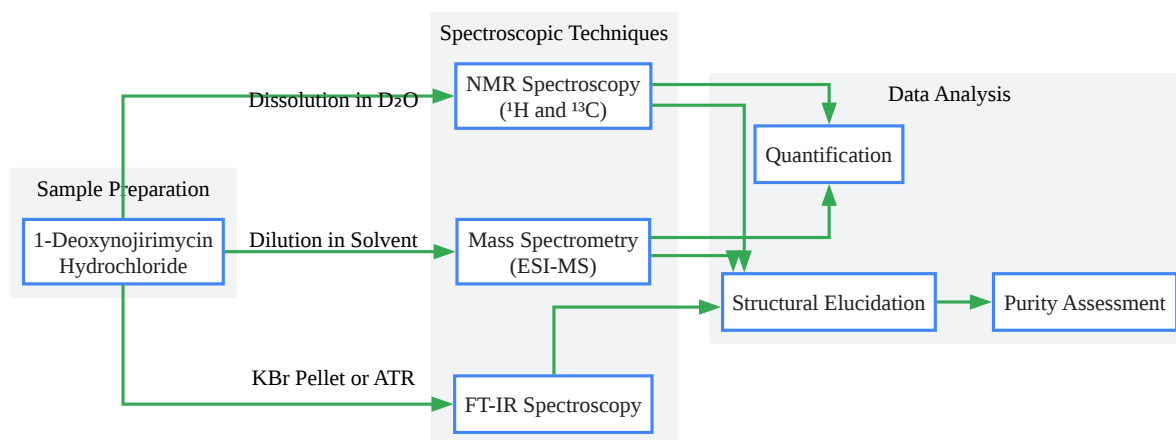 Spectroscopic Techniques
NMR Spectroscopy
(¹H and ¹³C)
Dissolution in D₂O
Data Analysis
Quantification
Sample Preparation
1-Deoxynojirimycin
Hydrochloride
Dilution in Solvent
Mass Spectrometry
(ESI-MS)
Structural Elucidation
Purity Assessment
KBr Pellet or ATR
FT-IR Spectroscopy